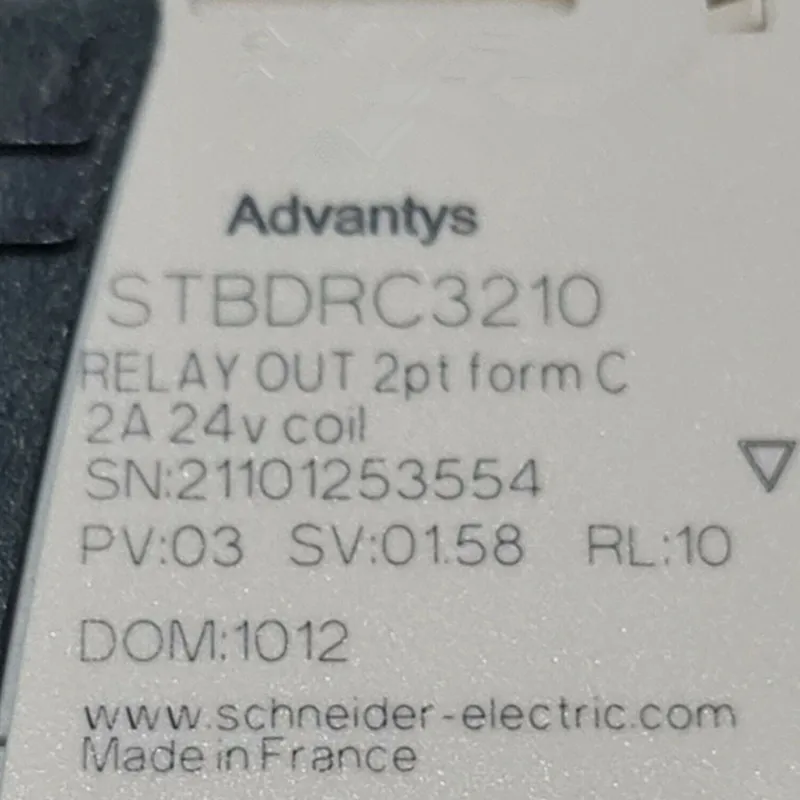 Advantys
STBDRC3210
RELAY OUT 2pt form C
2A 24v coil
SN:21101253554
PV:03 SV:01.58 RL:10
DOM:1012
www.schneider-electric.com
Made in France